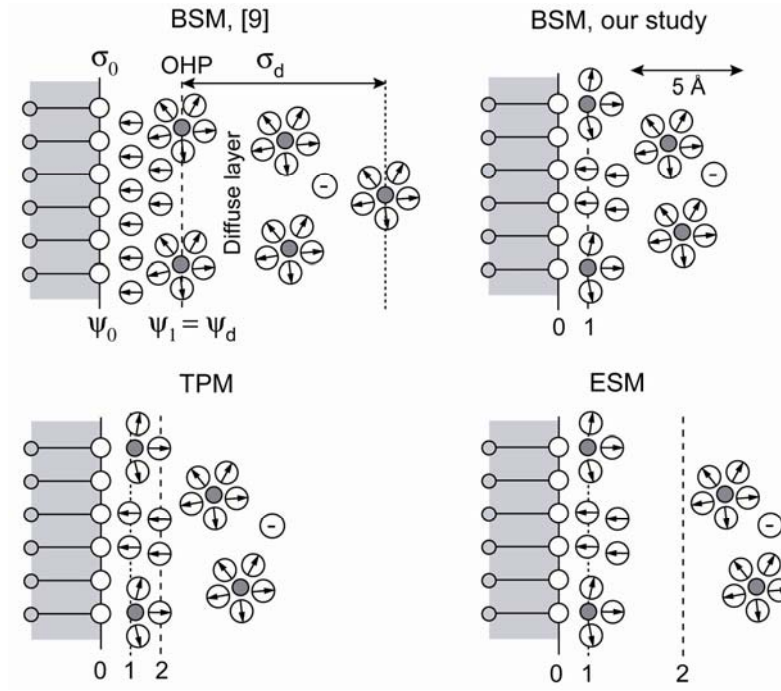 BSM, [9]
σ0
OHP
σd
Diffuse layer
-
ψ0
ψ1 = ψd
BSM, our study
5 Å
-
0
1
TPM
-
0
1
2
ESM
-
0
1
2